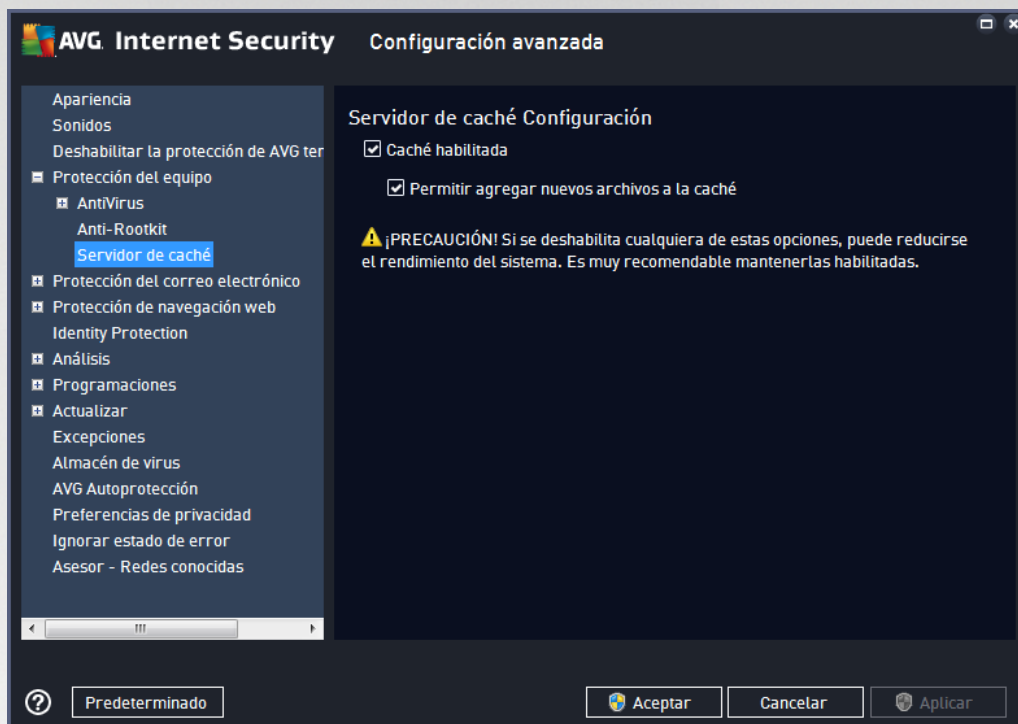 AVG. Internet Security
Configuración avanzada
Apariencia
Sonidos
Deshabilitar la protección de AVG ter
Protección del equipo
AntiVirus
Anti-Rootkit
Servidor de caché
Protección del correo electrónico
Protección de navegación web
Identity Protection
Análisis
Programaciones
Actualizar
Excepciones
Almacén de virus
AVG Autoprotección
Preferencias de privacidad
Ignorar estado de error
Asesor - Redes conocidas
Servidor de caché Configuración
Caché habilitada
Permitir agregar nuevos archivos a la caché
¡PRECAUCIÓN! Si se deshabilita cualquiera de estas opciones, puede reducirse
el rendimiento del sistema. Es muy recomendable mantenerlas habilitadas.
Predeterminado
Aceptar
Cancelar
Aplicar